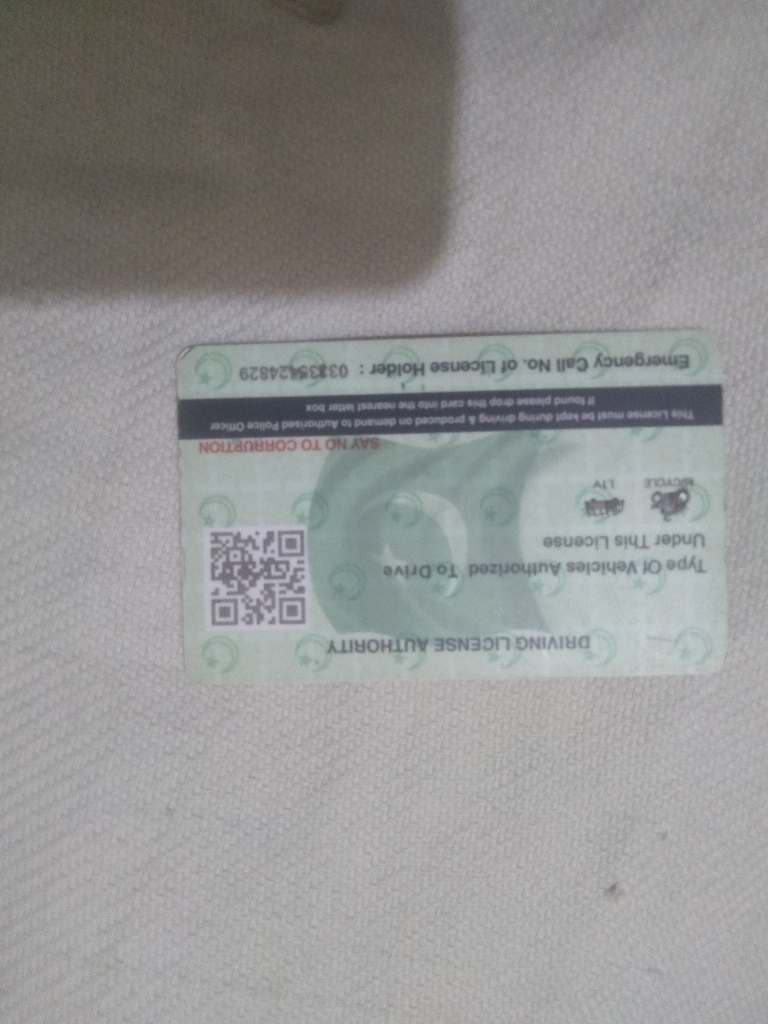 DRIVING LICENSE AUTHORITY
Type Of Vehicles Authorized To Drive
Under This License
M/CYCLE LTV
SAY NO TO CORRUPTION
This License must be kept during driving & produced on demand to Authorised Police Officer
If found please drop this card into the nearest letter box
Emergency Call No. of License Holder : 03335424829